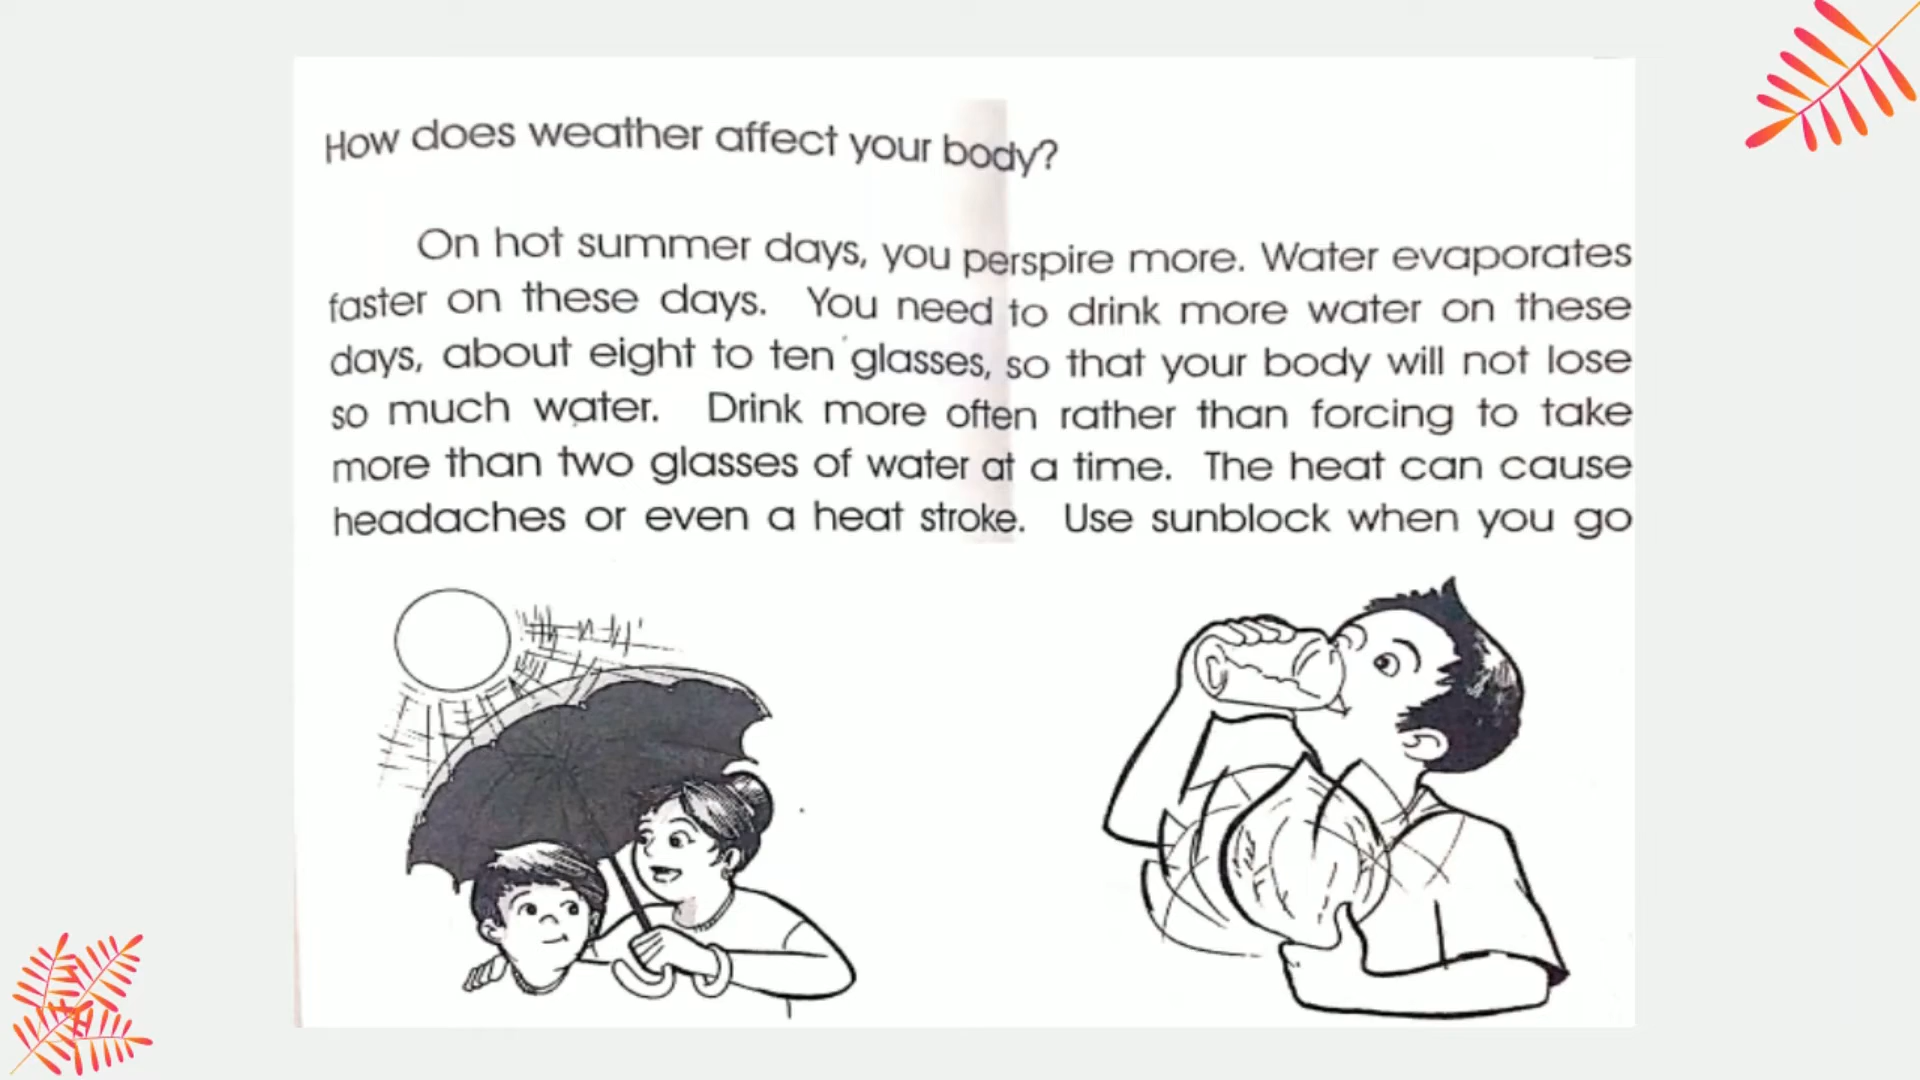 How does weather affect your body?
On hot summer days, you perspire more. Water evaporates
faster on these days. You need to drink more water on these
days, about eight to ten glasses, so that your body will not lose
so much water. Drink more often rather than forcing to take
more than two glasses of water at a time. The heat can cause
headaches or even a heat stroke. Use sunblock when you go